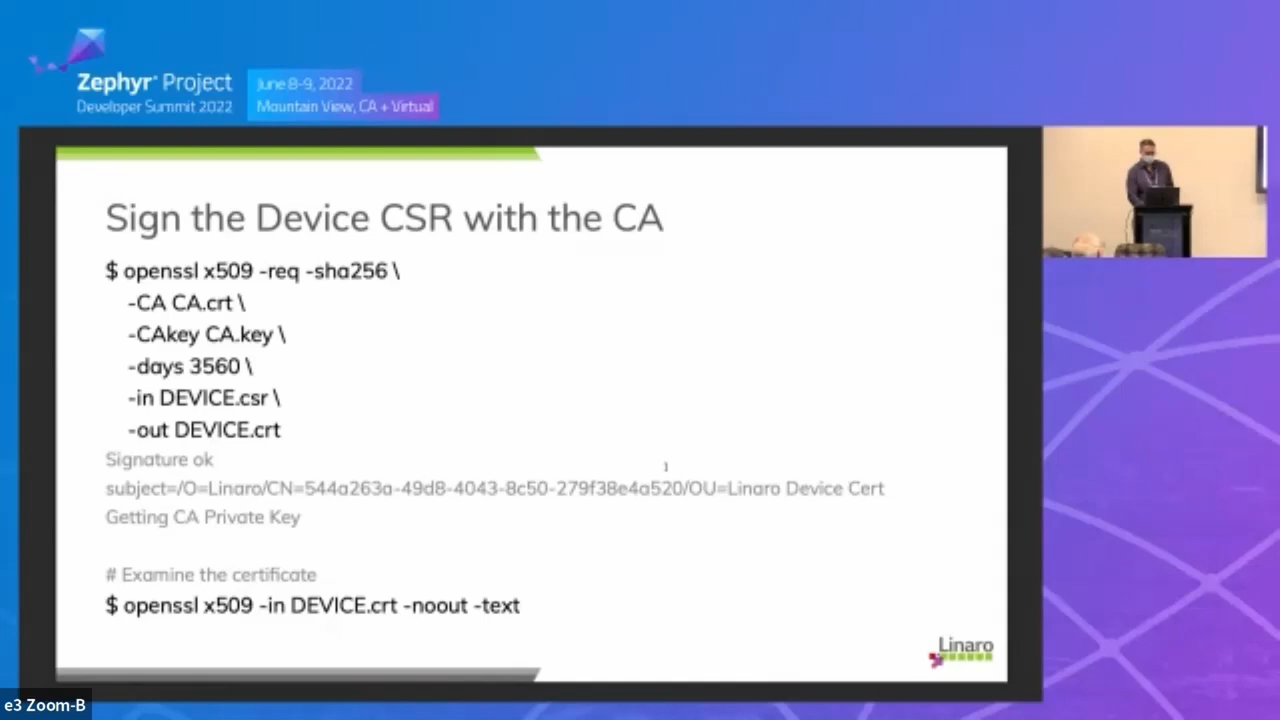 Zephyr® Project
Developer Summit 2022
June 8-9, 2022
Mountain View, CA + Virtual
Sign the Device CSR with the CA
$ openssl x509 -req -sha256 \
-CA CA.crt \
-CAkey CA.key \
-days 3560 \
-in DEVICE.csr \
-out DEVICE.crt
Signature ok
subject=/O=Linaro/CN=544a263a-49d8-4043-8c50-279f38e4a520/OU=Linaro Device Cert
Getting CA Private Key
# Examine the certificate
$ openssl x509 -in DEVICE.crt -noout -text
Linaro
e3 Zoom-B